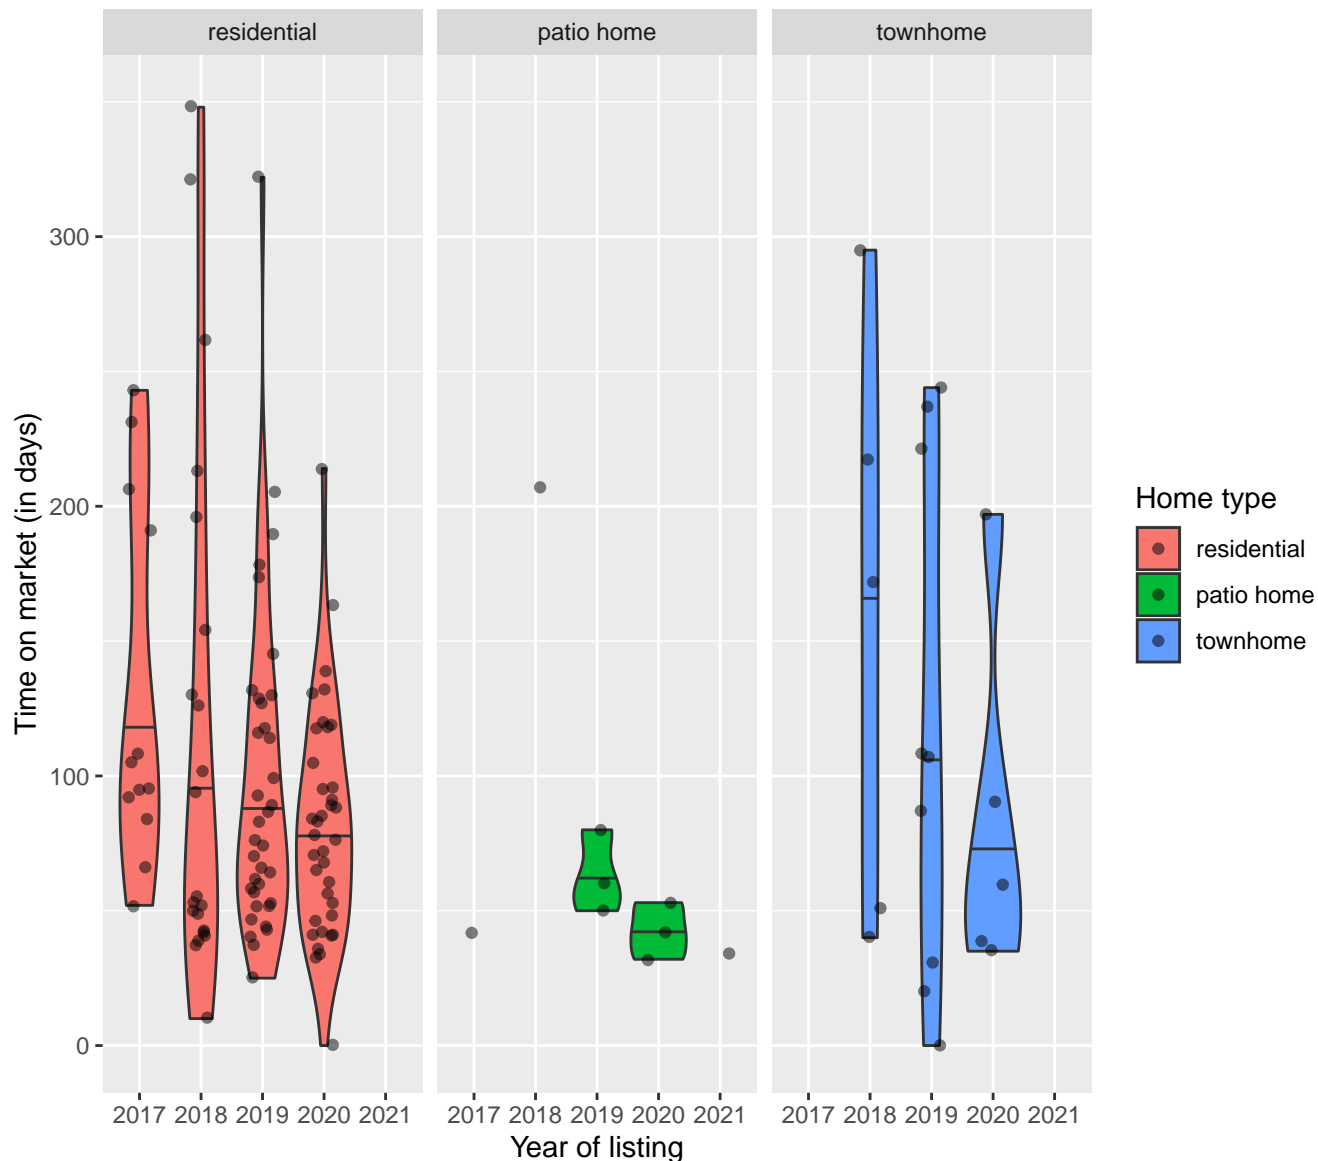 residential patio home townhome
Time on market (in days)
300
200
100
0
2017 2018 2019 2020 2021 2017 2018 2019 2020 2021 2017 2018 2019 2020 2021
Year of listing
Home type
residential
patio home
townhome